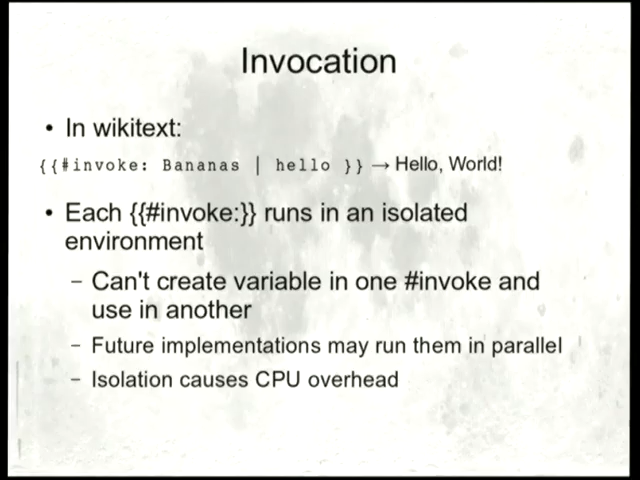 Invocation
• In wikitext:
{{#invoke: Bananas | hello }} → Hello, World!
• Each {{#invoke:}} runs in an isolated
environment
– Can't create variable in one #invoke and
use in another
– Future implementations may run them in parallel
– Isolation causes CPU overhead